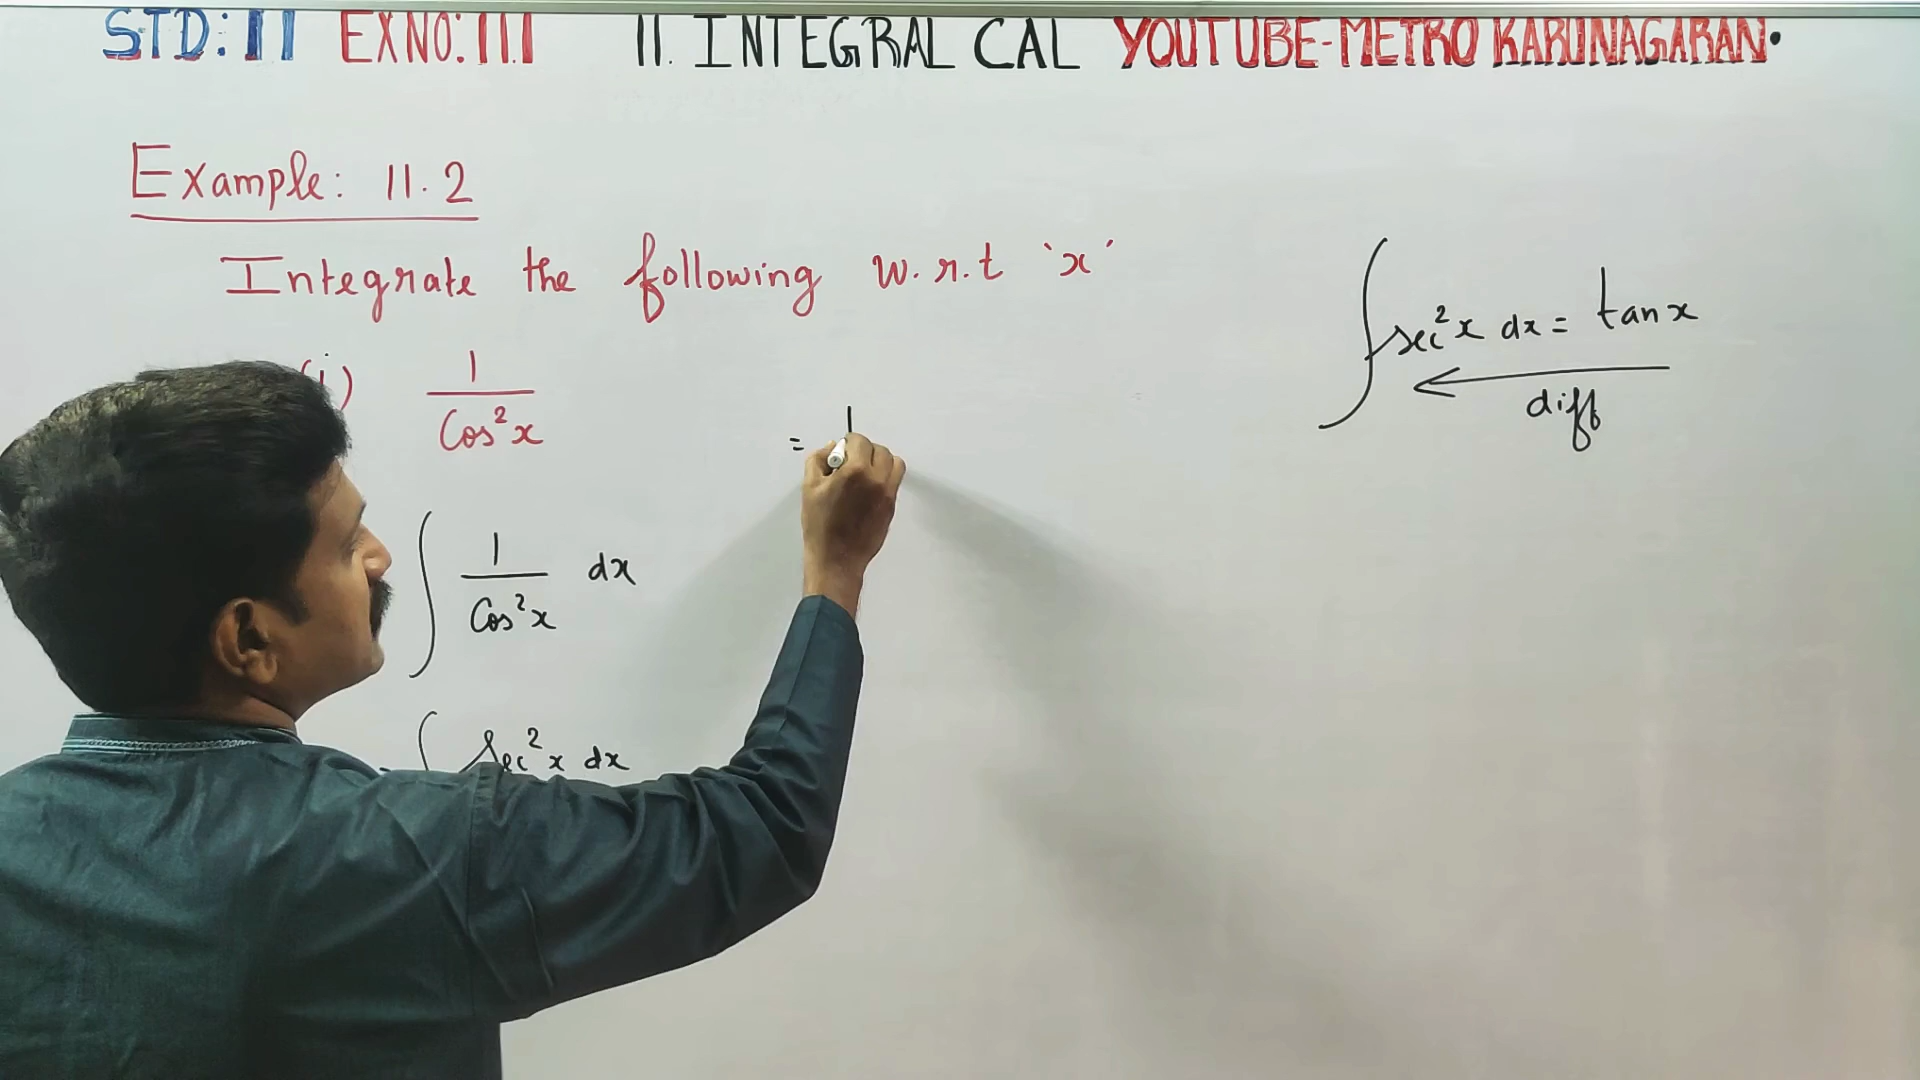 STD: 11 EXNO: 11.1 11. INTEGRAL CAL YOUTUBE-METRO KARUNAGARAN.
Example: 11.2
Integrate the following w.r.t 'x'
(i) 1/Cos²x
∫ 1/Cos²x dx
= ∫ Sec²x dx
= 1
∫ sec²x dx = tan x
diff